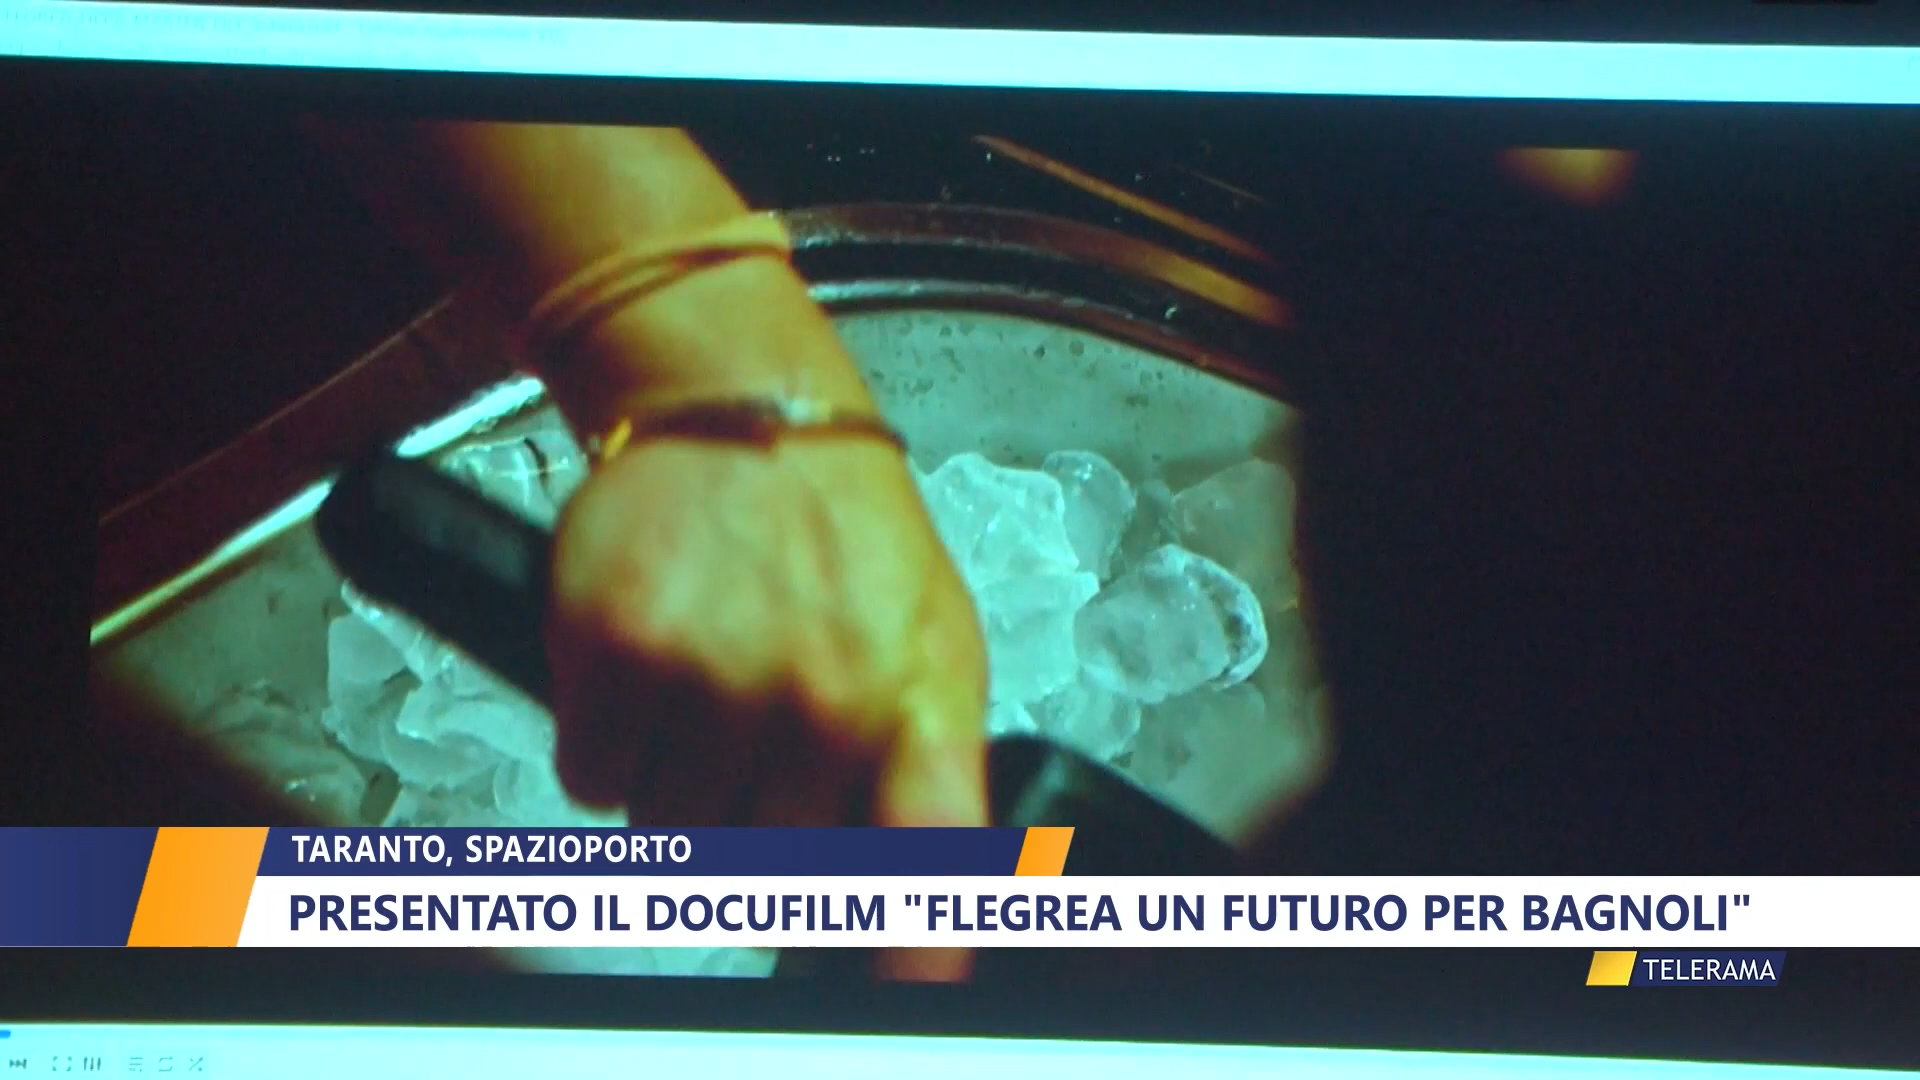 TARANTO, SPAZIOPORTO
PRESENTATO IL DOCUFILM "FLEGREA UN FUTURO PER BAGNOLI"
TELERAMA